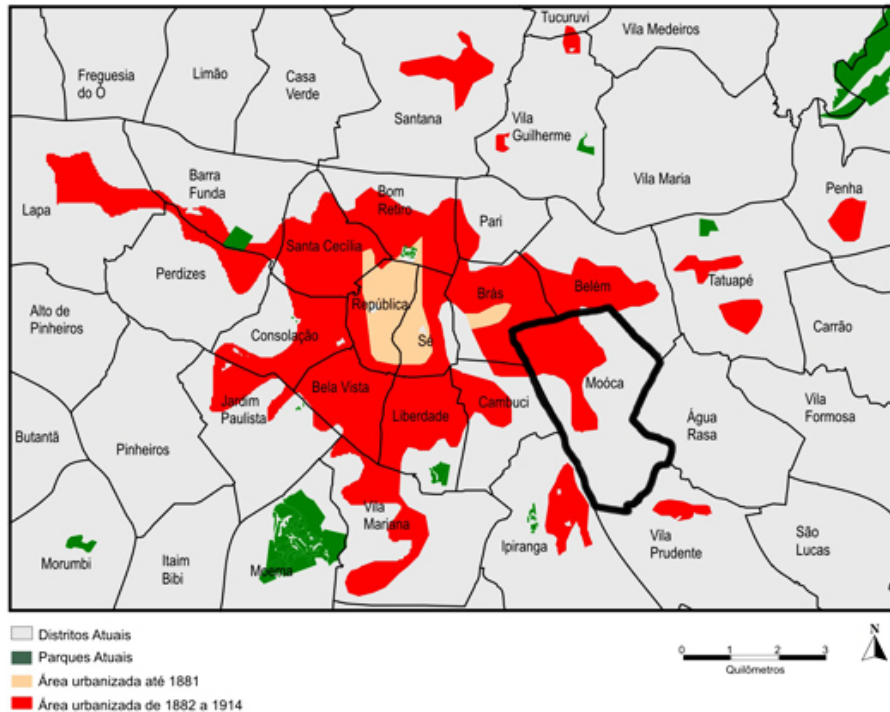 Tucuruvi
Vila Medeiros
Freguesia
do Ó
Limão
Casa
Verde
Santana
Vila
Guilherme
Vila Maria
Penha
Lapa
Barra
Funda
Bom
Retiro
Pari
Santa Cecília
Perdizes
Tatuapé
Belém
Brás
República
Alto de
Pinheiros
Consolação
Sé
Carrão
Moóca
Bela Vista
Jardim
Paulista
Liberdade
Cambuci
Água
Rasa
Vila
Formosa
Butantã
Pinheiros
Vila
Mariana
Ipiranga
Vila
Prudente
São
Lucas
Morumbi
Itaim
Bibi
Moema
Distritos Atuais
Parques Atuais
Área urbanizada até 1881
Área urbanizada de 1882 a 1914
0 1 2 3
Quilômetros
N